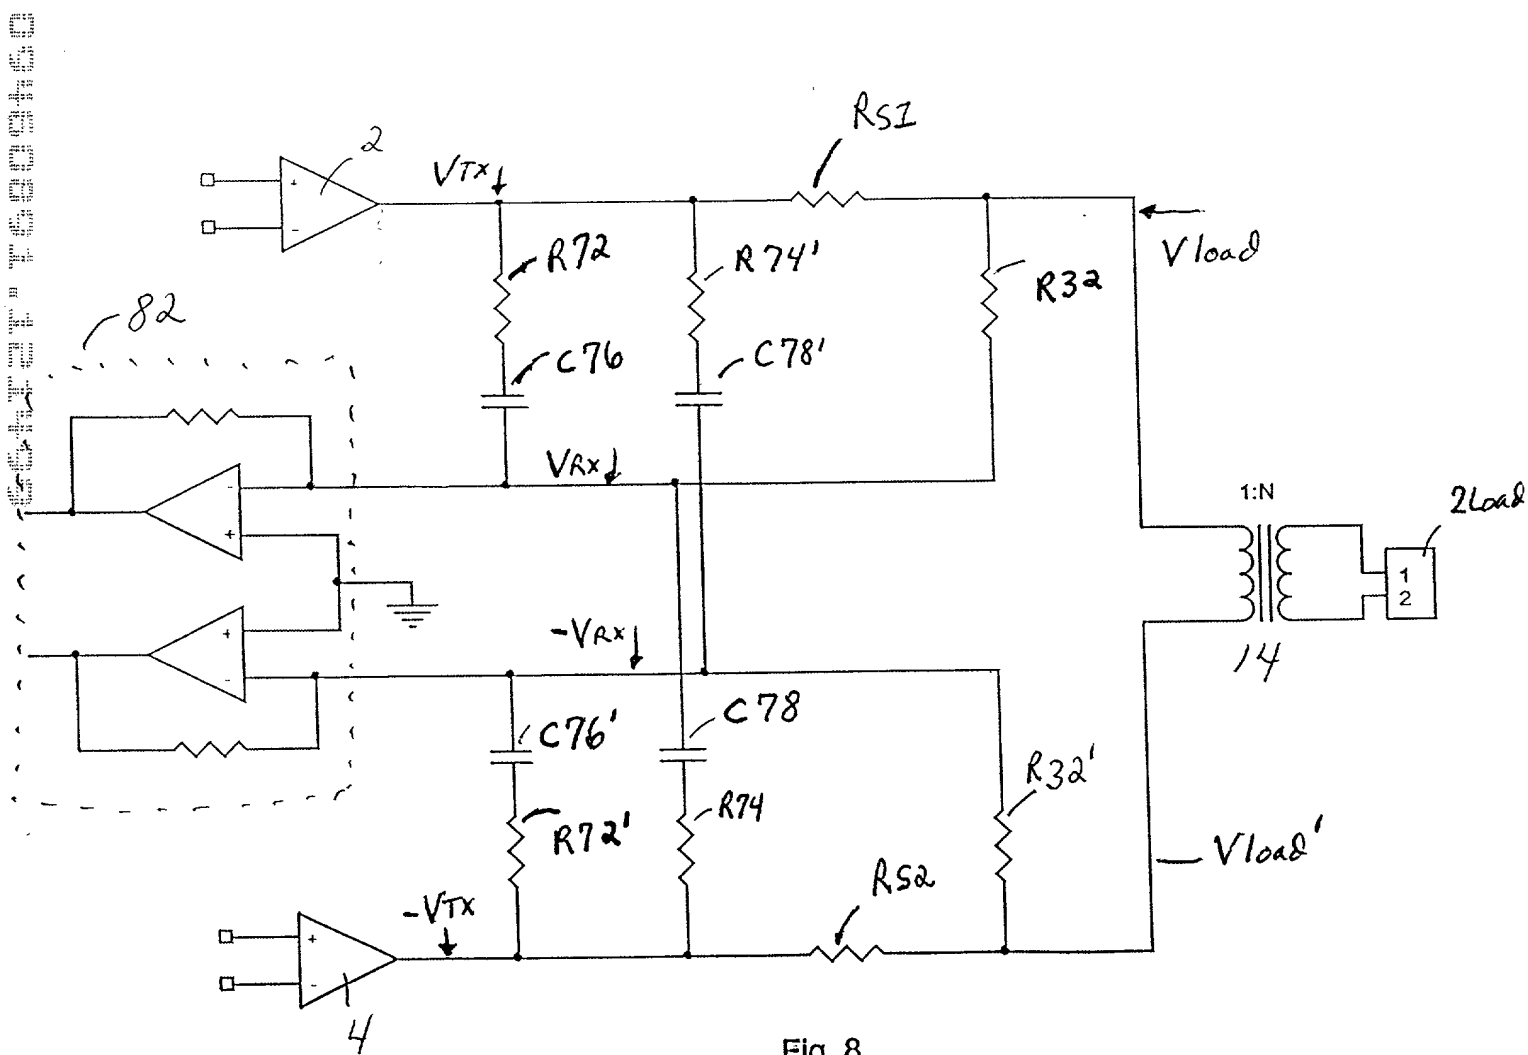 RS1
2
VTX
+
-
R72
R74'
Vload
R32
82
C76
C78'
VRX
-
1:N
2Load
+
1
2
+
-VRX
14
-
C78
C76'
R32'
R74
R72'
Vload'
RS2
-VTX
+
-
4
Fig. 8